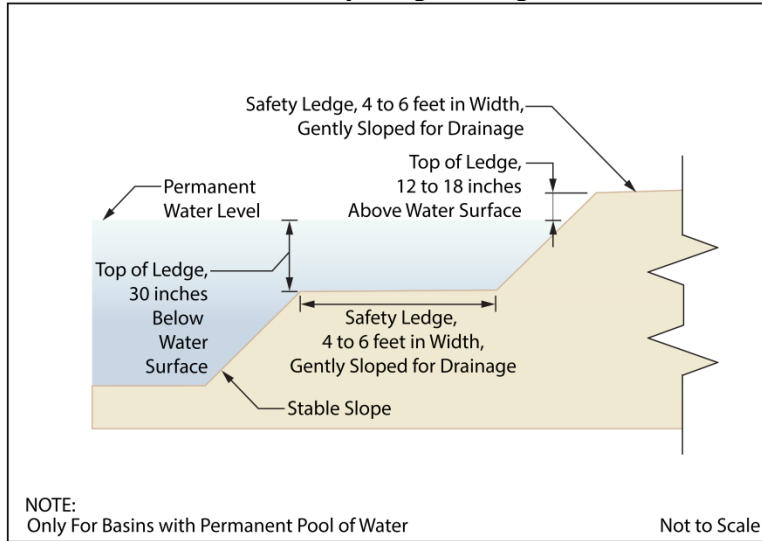 Safety Ledge, 4 to 6 feet in Width,
Gently Sloped for Drainage
Top of Ledge,
12 to 18 inches
Above Water Surface
Permanent
Water Level
Top of Ledge,
30 inches
Below
Water
Surface
Safety Ledge,
4 to 6 feet in Width,
Gently Sloped for Drainage
Stable Slope
NOTE:
Only For Basins with Permanent Pool of Water
Not to Scale